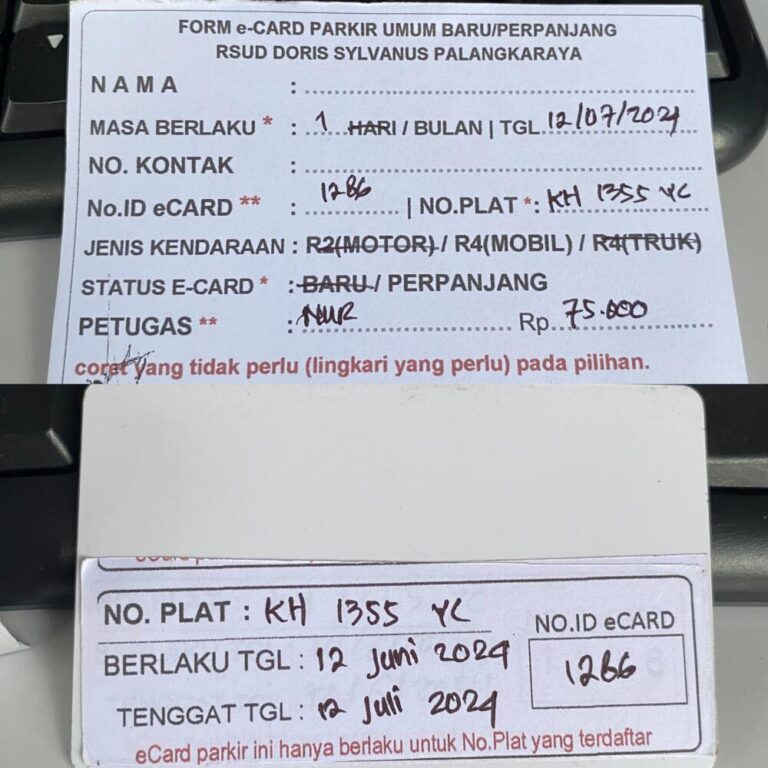 FORM e-CARD PARKIR UMUM BARU/PERPANJANG
RSUD DORIS SYLVANUS PALANGKARAYA
NAMA :
MASA BERLAKU * : 1 HARI / BULAN | TGL. 12/07/2024
NO. KONTAK :
No.ID eCARD ** : 1286 | NO.PLAT *: KH 1355 YC
JENIS KENDARAAN : R2(MOTOR) / R4(MOBIL) / R4(TRUK)
STATUS E-CARD * : BARU / PERPANJANG
PETUGAS ** : NUR Rp. 75.000
coret yang tidak perlu (lingkari yang perlu) pada pilihan.
NO. PLAT : KH 1355 YC
NO.ID eCARD
BERLAKU TGL : 12 Juni 2024
1286
TENGGAT TGL : 12 Juli 2024
eCard parkir ini hanya berlaku untuk No.Plat yang terdaftar